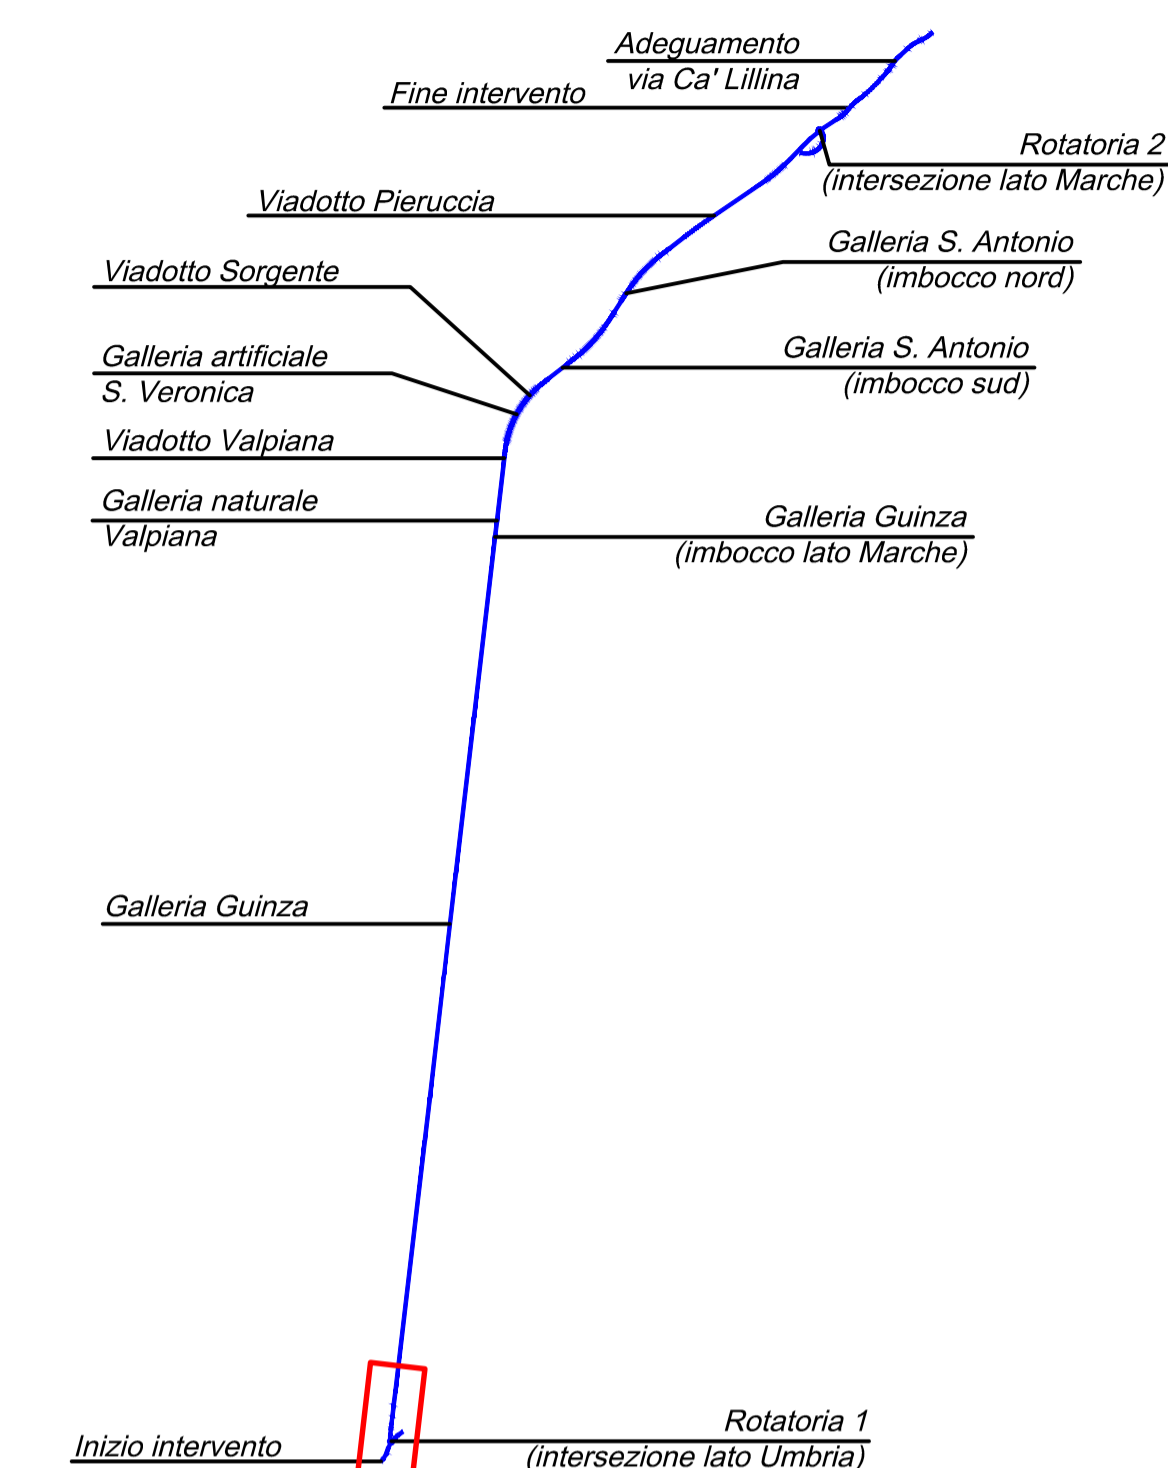 Adeguamento
via Ca' Lillina
Fine intervento
Rotatoria 2
(intersezione lato Marche)
Viadotto Pieruccia
Galleria S. Antonio
(imbocco nord)
Viadotto Sorgente
Galleria S. Antonio
(imbocco sud)
Galleria artificiale
S. Veronica
Viadotto Valpiana
Galleria naturale
Valpiana
Galleria Guinza
(imbocco lato Marche)
Galleria Guinza
Rotatoria 1
(intersezione lato Umbria)
Inizio intervento